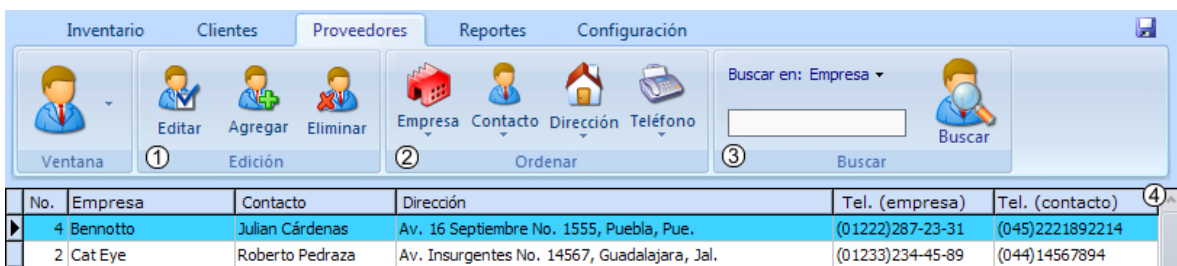 Inventario Clientes Proveedores Reportes Configuración
Buscar en: Empresa
Editar Agregar Eliminar Empresa Contacto Dirección Teléfono Buscar
Ventana 1 Edición 2 Ordenar 3 Buscar
No. Empresa Contacto Dirección Tel. (empresa) Tel. (contacto) 4
4 Bennotto Julian Cárdenas Av. 16 Septiembre No. 1555, Puebla, Pue. (01222)287-23-31 (045)2221892214
2 Cat Eye Roberto Pedraza Av. Insurgentes No. 14567, Guadalajara, Jal. (01233)234-45-89 (044)14567894